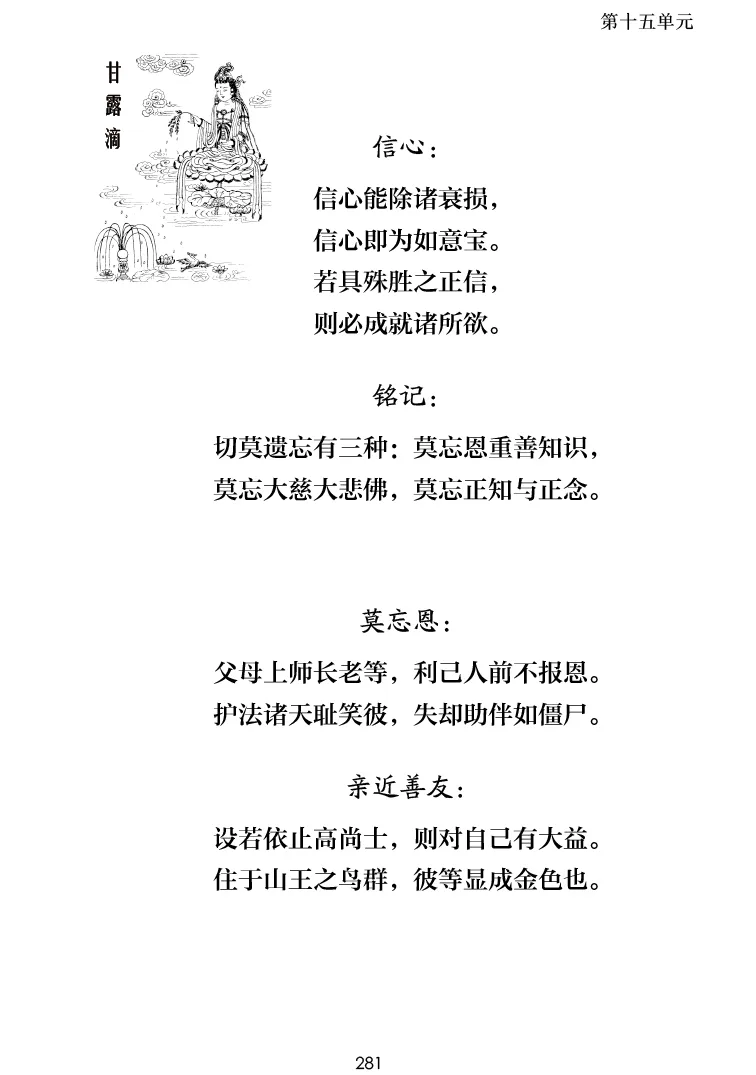 第十五单元
甘露滴
信心：
信心能除诸衰损，
信心即为如意宝。
若具殊胜之正信，
则必成就诸所欲。
铭记：
切莫遗忘有三种：莫忘恩重善知识，
莫忘大慈大悲佛，莫忘正知与正念。
莫忘恩：
父母上师长老等，利己人前不报恩。
护法诸天耻笑彼，失却助伴如僵尸。
亲近善友：
设若依止高尚士，则对自己有大益。
住于山王之鸟群，彼等显成金色也。
281